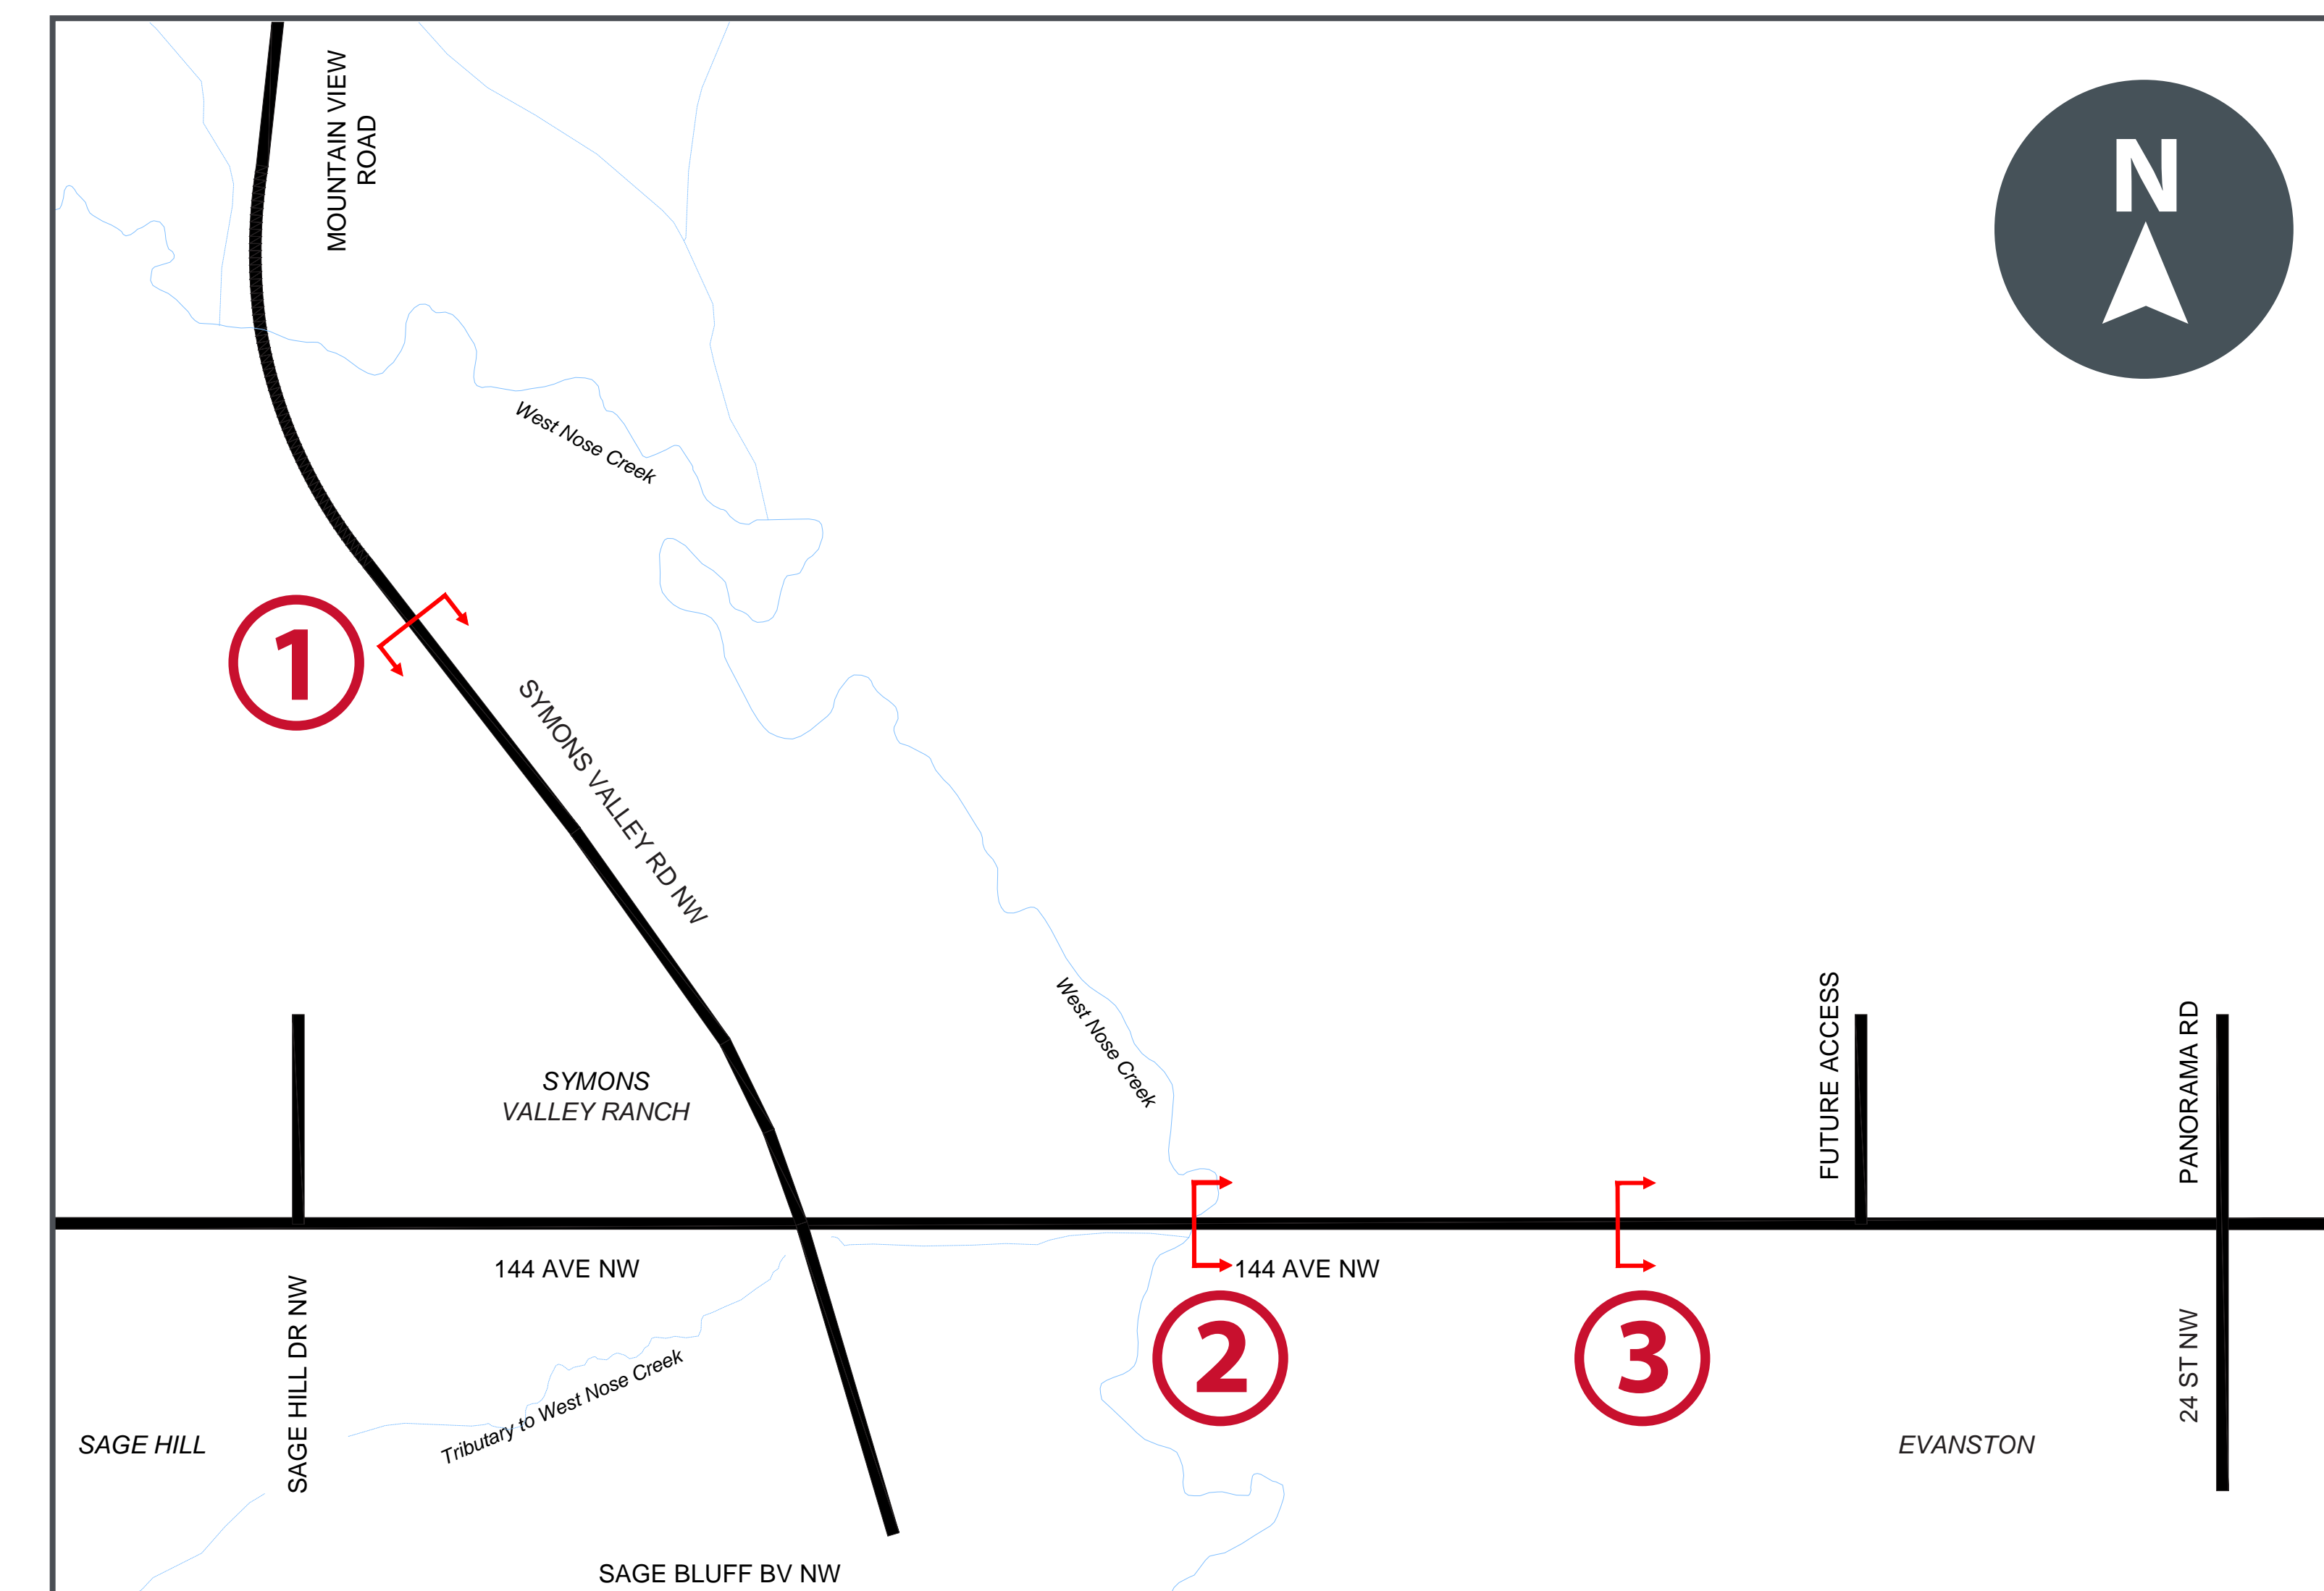 MOUNTAIN VIEW
ROAD
N
West Nose Creek
1
SYMONS VALLEY RD NW
West Nose Creek
FUTURE ACCESS
PANORAMA RD
SYMONS
VALLEY RANCH
144 AVE NW
144 AVE NW
SAGE HILL DR NW
2
3
24 ST NW
Tributary to West Nose Creek
SAGE HILL
EVANSTON
SAGE BLUFF BV NW